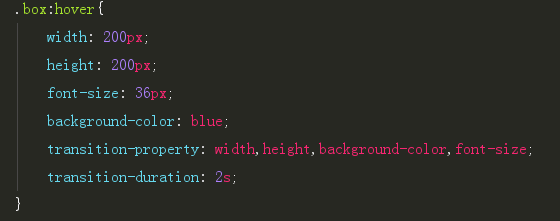 .box:hover{
width: 200px;
height: 200px;
font-size: 36px;
background-color: blue;
transition-property: width,height,background-color,font-size;
transition-duration: 2s;
}